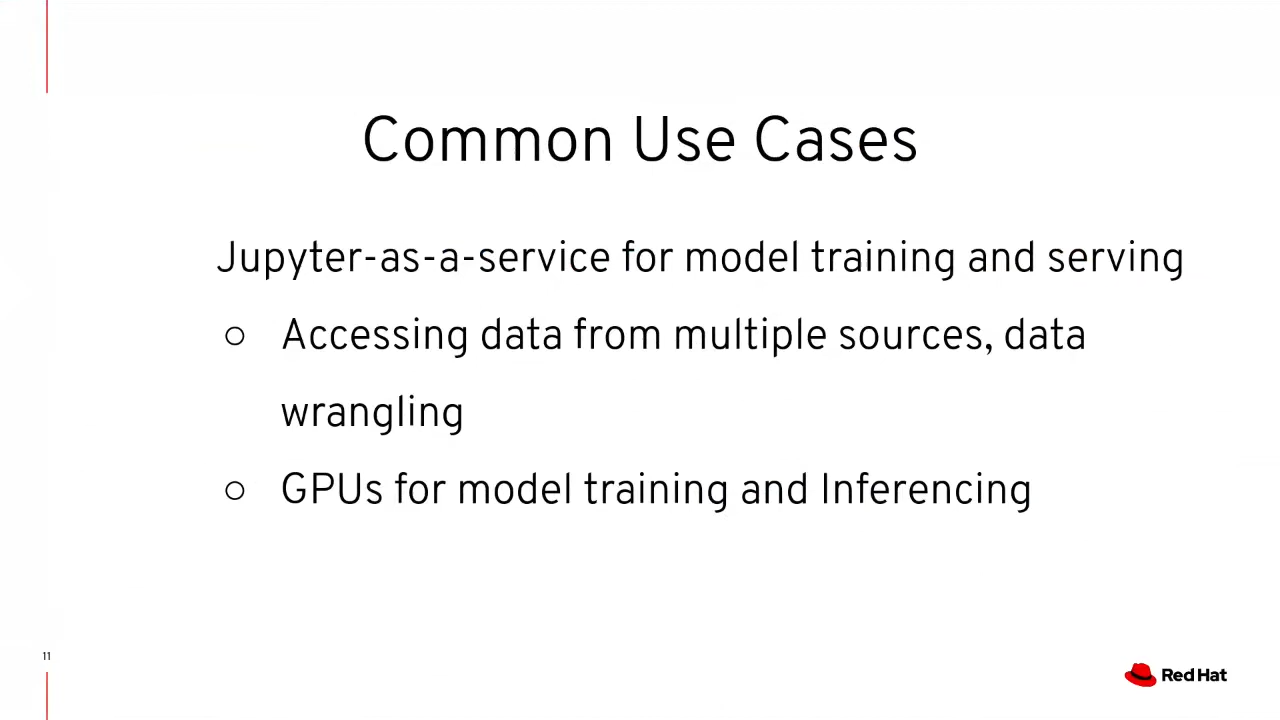 Common Use Cases
Jupyter-as-a-service for model training and serving
○ Accessing data from multiple sources, data
wrangling
○ GPUs for model training and Inferencing
11
Red Hat